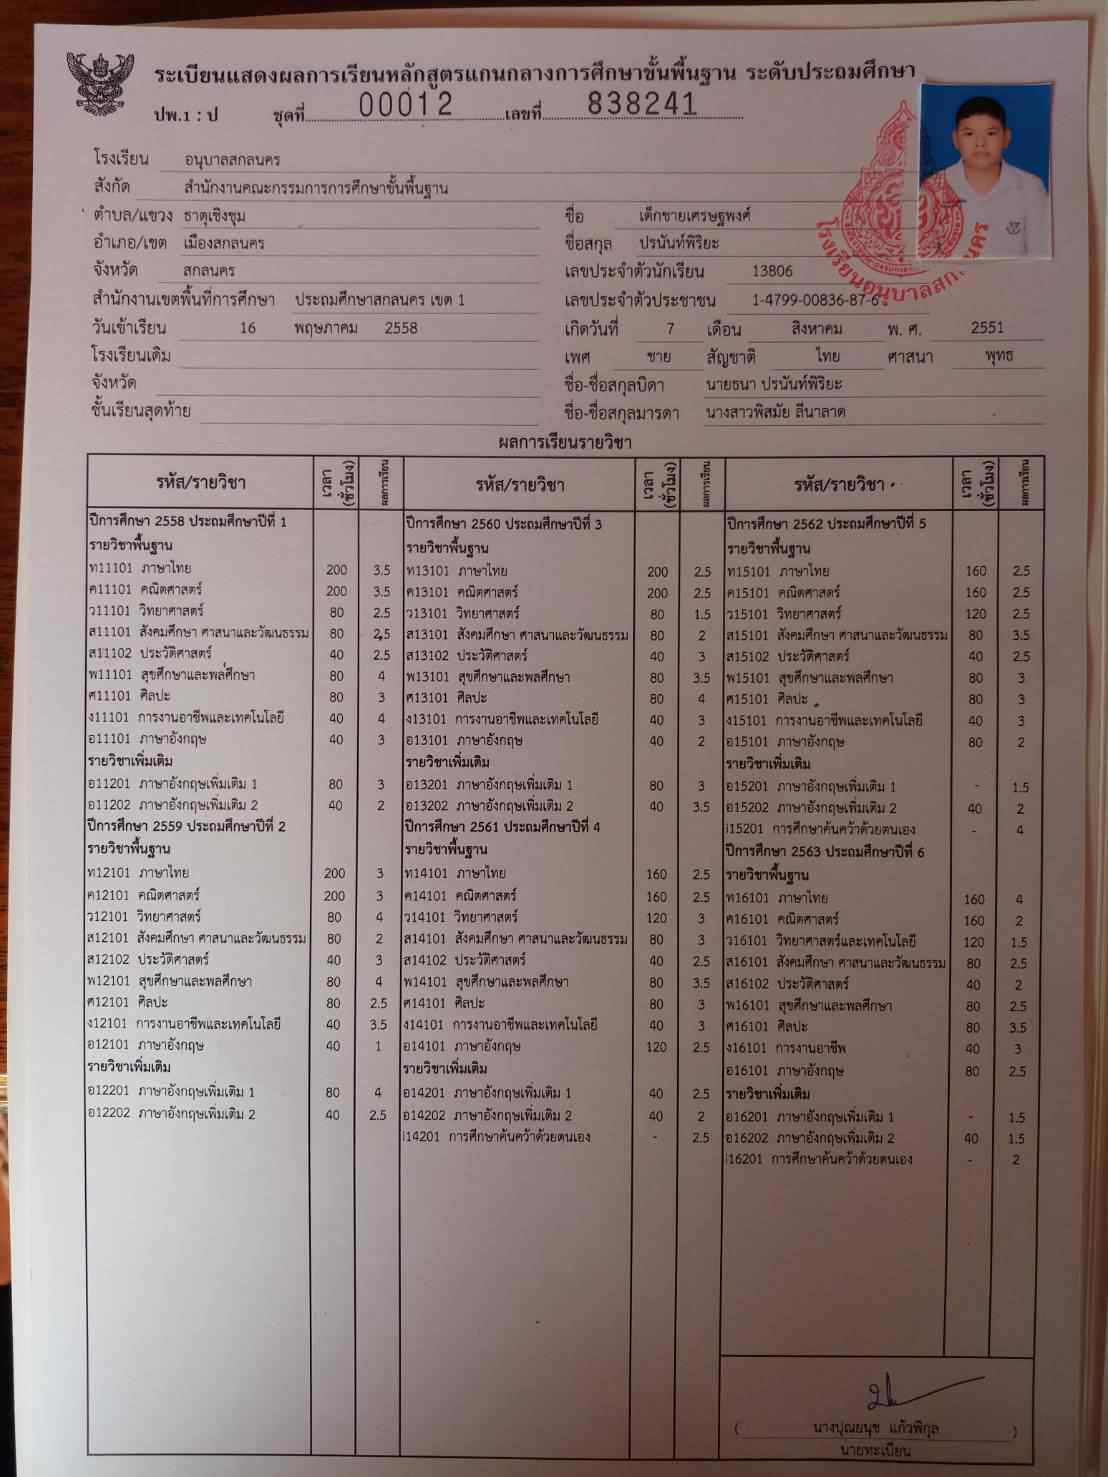 ระเบียนแสดงผลการเรียนหลักสูตรแกนกลางการศึกษาขั้นพื้นฐาน ระดับประถมศึกษา
ปพ.1 : ป ชุดที่ 00012 เลขที่ 838241
โรงเรียน อนุบาลสกลนคร
สังกัด สำนักงานคณะกรรมการการศึกษาขั้นพื้นฐาน
ตำบล/แขวง ธาตุเชิงชุม
อำเภอ/เขต เมืองสกลนคร
จังหวัด สกลนคร
สำนักงานเขตพื้นที่การศึกษา ประถมศึกษาสกลนคร เขต 1
วันเข้าเรียน 16 พฤษภาคม 2558
โรงเรียนเดิม
จังหวัด
ชั้นเรียนสุดท้าย
ชื่อ เด็กชายเศรษฐพงศ์
ชื่อสกุล ปรนันท์พิริยะ
เลขประจำตัวนักเรียน 13806
เลขประจำตัวประชาชน 1-4799-00836-87-6
เกิดวันที่ 7 เดือน สิงหาคม พ. ศ. 2551
เพศ ชาย สัญชาติ ไทย ศาสนา พุทธ
ชื่อ-ชื่อสกุลบิดา นายธนา ปรนันท์พิริยะ
ชื่อ-ชื่อสกุลมารดา นางสาวพิสมัย ลีนาลาด
โรงเรียนอนุบาลสกลนคร
ผลการเรียนรายวิชา
รหัส/รายวิชา เวลา (ชั่วโมง) ผลการเรียน
ปีการศึกษา 2558 ประถมศึกษาปีที่ 1
รายวิชาพื้นฐาน
ท11101 ภาษาไทย 200 3.5
ค11101 คณิตศาสตร์ 200 3.5
ว11101 วิทยาศาสตร์ 80 2.5
ส11101 สังคมศึกษา ศาสนาและวัฒนธรรม 80 2.5
ส11102 ประวัติศาสตร์ 40 2.5
พ11101 สุขศึกษาและพลศึกษา 80 4
ศ11101 ศิลปะ 80 3
ง11101 การงานอาชีพและเทคโนโลยี 40 4
อ11101 ภาษาอังกฤษ 40 3
รายวิชาเพิ่มเติม
อ11201 ภาษาอังกฤษเพิ่มเติม 1 80 3
อ11202 ภาษาอังกฤษเพิ่มเติม 2 40 2
ปีการศึกษา 2559 ประถมศึกษาปีที่ 2
รายวิชาพื้นฐาน
ท12101 ภาษาไทย 200 3
ค12101 คณิตศาสตร์ 200 3
ว12101 วิทยาศาสตร์ 80 4
ส12101 สังคมศึกษา ศาสนาและวัฒนธรรม 80 2
ส12102 ประวัติศาสตร์ 40 3
พ12101 สุขศึกษาและพลศึกษา 80 4
ศ12101 ศิลปะ 80 2.5
ง12101 การงานอาชีพและเทคโนโลยี 40 3.5
อ12101 ภาษาอังกฤษ 40 1
รายวิชาเพิ่มเติม
อ12201 ภาษาอังกฤษเพิ่มเติม 1 80 4
อ12202 ภาษาอังกฤษเพิ่มเติม 2 40 2.5
รหัส/รายวิชา เวลา (ชั่วโมง) ผลการเรียน
ปีการศึกษา 2560 ประถมศึกษาปีที่ 3
รายวิชาพื้นฐาน
ท13101 ภาษาไทย 200 2.5
ค13101 คณิตศาสตร์ 200 2.5
ว13101 วิทยาศาสตร์ 80 1.5
ส13101 สังคมศึกษา ศาสนาและวัฒนธรรม 80 2
ส13102 ประวัติศาสตร์ 40 3
พ13101 สุขศึกษาและพลศึกษา 80 3.5
ศ13101 ศิลปะ 80 4
ง13101 การงานอาชีพและเทคโนโลยี 40 3
อ13101 ภาษาอังกฤษ 40 2
รายวิชาเพิ่มเติม
อ13201 ภาษาอังกฤษเพิ่มเติม 1 80 3
อ13202 ภาษาอังกฤษเพิ่มเติม 2 40 3.5
ปีการศึกษา 2561 ประถมศึกษาปีที่ 4
รายวิชาพื้นฐาน
ท14101 ภาษาไทย 160 2.5
ค14101 คณิตศาสตร์ 160 2.5
ว14101 วิทยาศาสตร์ 120 3
ส14101 สังคมศึกษา ศาสนาและวัฒนธรรม 80 3
ส14102 ประวัติศาสตร์ 40 2.5
พ14101 สุขศึกษาและพลศึกษา 80 3.5
ศ14101 ศิลปะ 80 3
ง14101 การงานอาชีพและเทคโนโลยี 40 3
อ14101 ภาษาอังกฤษ 120 2.5
รายวิชาเพิ่มเติม
อ14201 ภาษาอังกฤษเพิ่มเติม 1 40 2.5
อ14202 ภาษาอังกฤษเพิ่มเติม 2 40 2
i14201 การศึกษาค้นคว้าด้วยตนเอง - 2.5
รหัส/รายวิชา เวลา (ชั่วโมง) ผลการเรียน
ปีการศึกษา 2562 ประถมศึกษาปีที่ 5
รายวิชาพื้นฐาน
ท15101 ภาษาไทย 160 2.5
ค15101 คณิตศาสตร์ 160 2.5
ว15101 วิทยาศาสตร์ 120 2.5
ส15101 สังคมศึกษา ศาสนาและวัฒนธรรม 80 3.5
ส15102 ประวัติศาสตร์ 40 2.5
พ15101 สุขศึกษาและพลศึกษา 80 3
ศ15101 ศิลปะ 80 3
ง15101 การงานอาชีพและเทคโนโลยี 40 3
อ15101 ภาษาอังกฤษ 80 2
รายวิชาเพิ่มเติม
อ15201 ภาษาอังกฤษเพิ่มเติม 1 - 1.5
อ15202 ภาษาอังกฤษเพิ่มเติม 2 40 2
i15201 การศึกษาค้นคว้าด้วยตนเอง - 4
ปีการศึกษา 2563 ประถมศึกษาปีที่ 6
รายวิชาพื้นฐาน
ท16101 ภาษาไทย 160 4
ค16101 คณิตศาสตร์ 160 2
ว16101 วิทยาศาสตร์และเทคโนโลยี 120 1.5
ส16101 สังคมศึกษา ศาสนาและวัฒนธรรม 80 2.5
ส16102 ประวัติศาสตร์ 40 2
พ16101 สุขศึกษาและพลศึกษา 80 2.5
ศ16101 ศิลปะ 80 3.5
ง16101 การงานอาชีพ 40 3
อ16101 ภาษาอังกฤษ 80 2.5
รายวิชาเพิ่มเติม
อ16201 ภาษาอังกฤษเพิ่มเติม 1 - 1.5
อ16202 ภาษาอังกฤษเพิ่มเติม 2 40 1.5
i16201 การศึกษาค้นคว้าด้วยตนเอง - 2
( นางปุณยนุช แก้วพิกุล )
นายทะเบียน